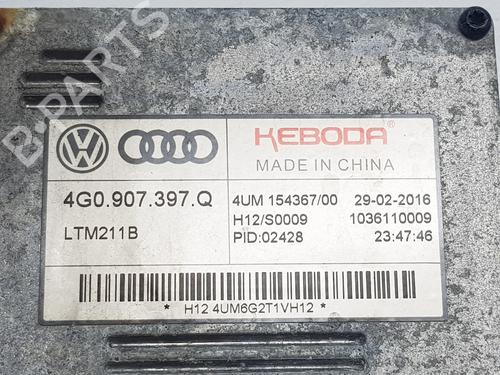 B-PARTS
KEBODA
MADE IN CHINA
4G0.907.397.Q
LTM211B
4UM 154367/00 29-02-2016
H12/S0009 1036110009
PID:02428 23:47:46
* H12 4UM6G2T1VH12 *